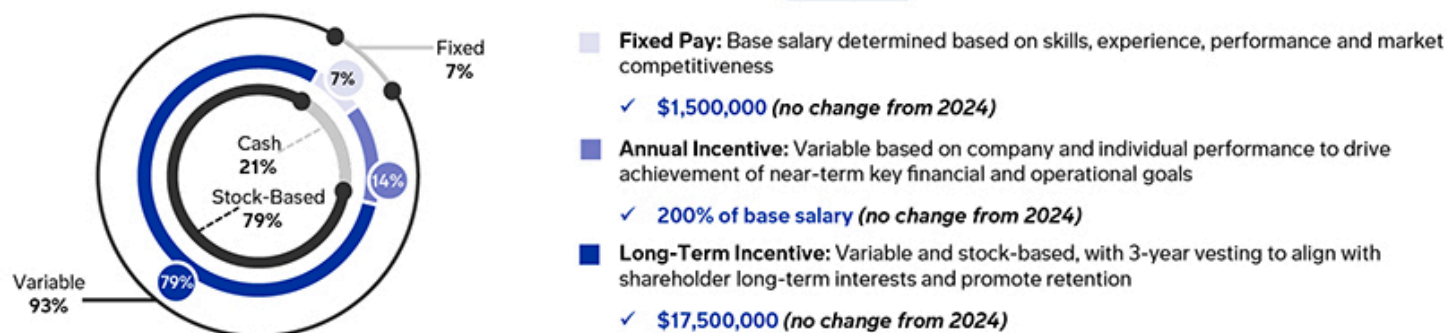 Fixed
7%
7%
Cash
21%
14%
Stock-Based
79%
79%
Variable
93%
Fixed Pay: Base salary determined based on skills, experience, performance and market
competitiveness
✓ $1,500,000 (no change from 2024)
Annual Incentive: Variable based on company and individual performance to drive
achievement of near-term key financial and operational goals
✓ 200% of base salary (no change from 2024)
Long-Term Incentive: Variable and stock-based, with 3-year vesting to align with
shareholder long-term interests and promote retention
✓ $17,500,000 (no change from 2024)